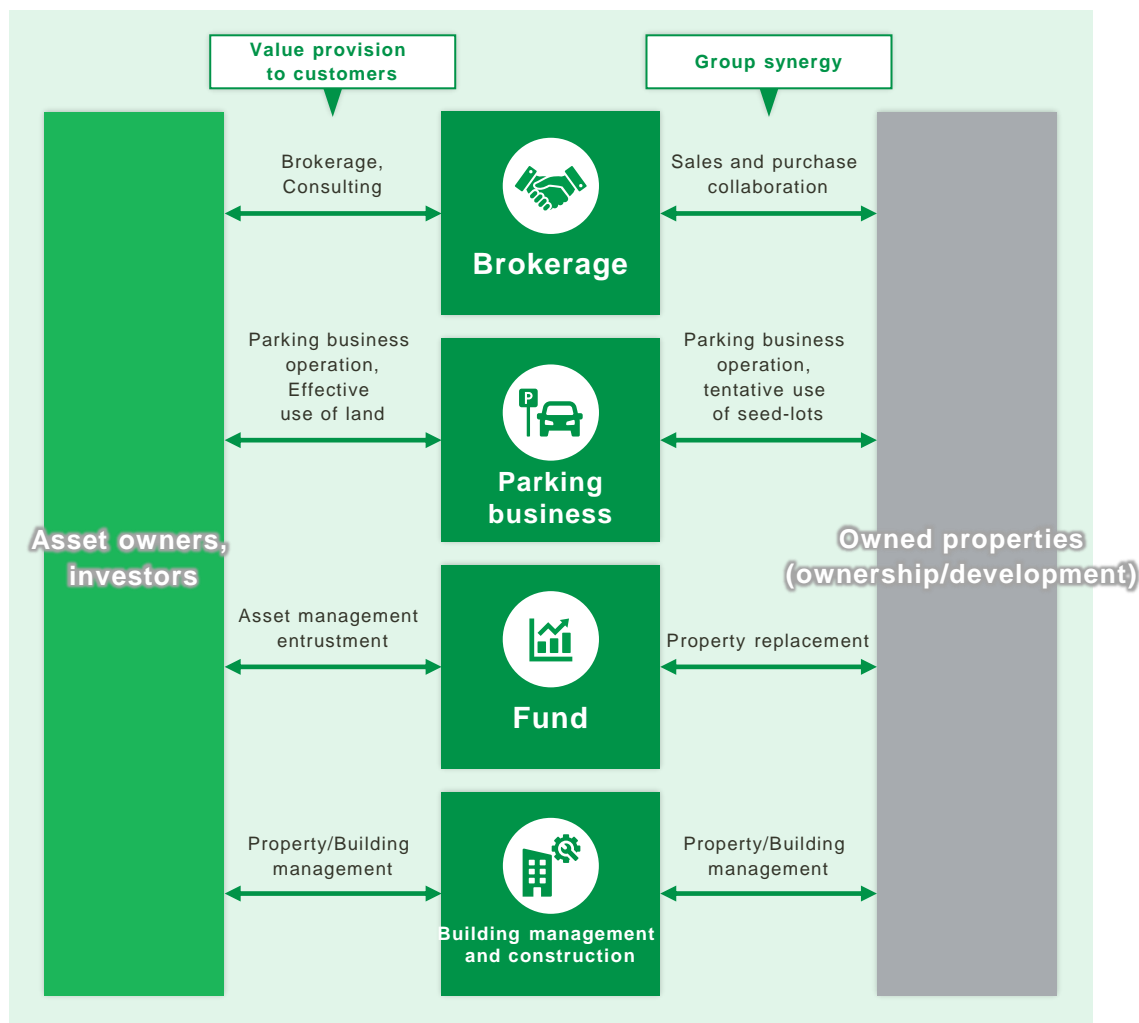 Value provision
to customers
Group synergy
Brokerage,
Consulting
Brokerage
Sales and purchase
collaboration
Parking business
operation,
Effective
use of land
P
Parking
business
Parking business
operation,
tentative use
of seed-lots
Asset owners,
investors
Owned properties
(ownership/development)
Asset management
entrustment
Fund
Property replacement
Property/Building
management
Building management
and construction
Property/Building
management